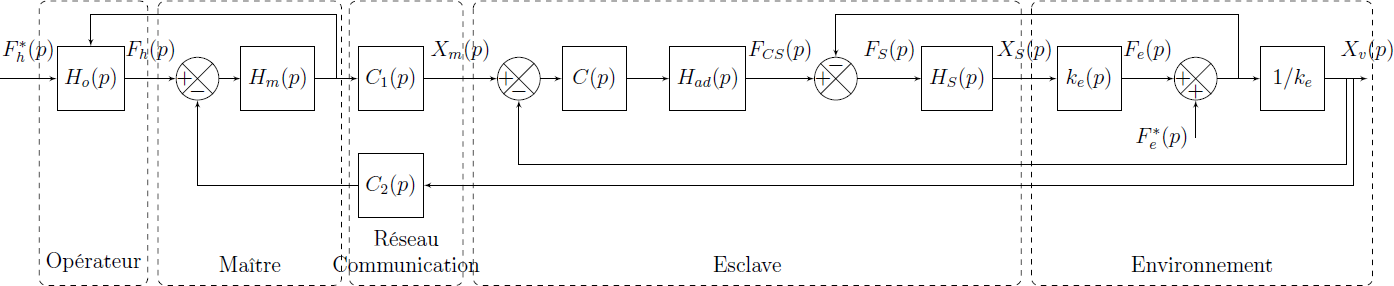 F_h^*(p)
H_o(p)
F_h(p)
+
−
H_m(p)
C_1(p)
X_m(p)
+
−
C(p)
H_{ad}(p)
F_{CS}(p)
+
−
F_S(p)
H_S(p)
X_S(p)
k_e(p)
F_e(p)
+
+
1/k_e
X_v(p)
F_e^*(p)
C_2(p)
Opérateur
Maître
Réseau
Communication
Esclave
Environnement